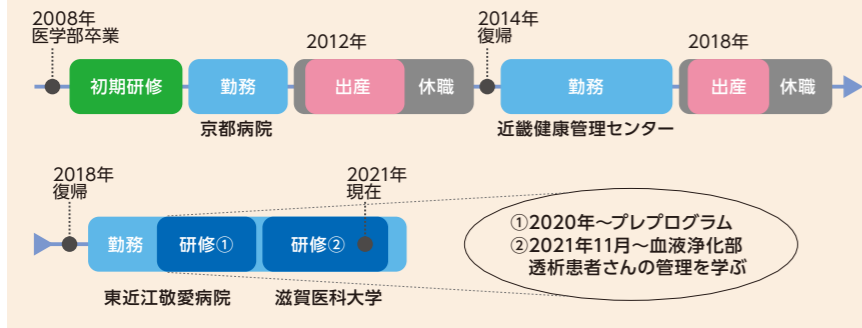 2008年
医学部卒業
2012年
2014年
復帰
2018年
初期研修
勤務
出産
休職
勤務
出産
休職
京都病院
近畿健康管理センター
2018年
復帰
2021年
現在
勤務
研修①
研修②
①2020年～プレプログラム
②2021年11月～血液浄化部
透析患者さんの管理を学ぶ
東近江敬愛病院
滋賀医科大学